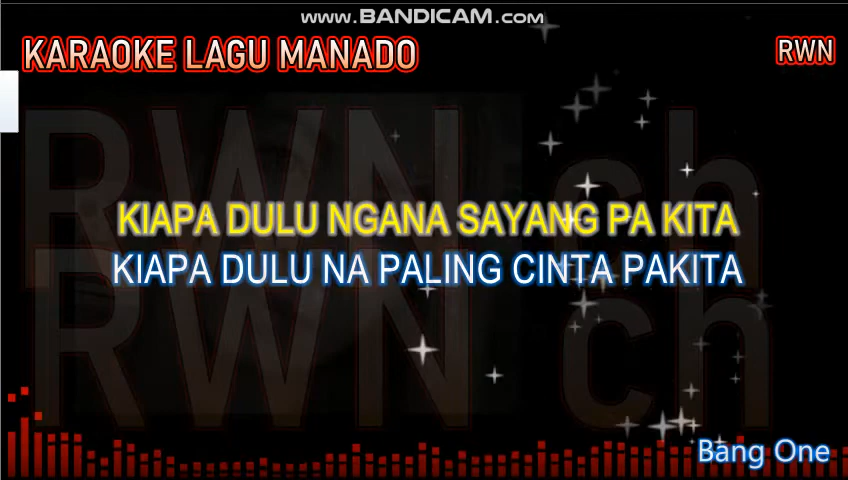 www.BANDICAM.com
KARAOKE LAGU MANADO
RWN
RWN ch
KIAPA DULU NGANA SAYANG PA KITA
KIAPA DULU NA PALING CINTA PAKITA
RWN ch
Bang One